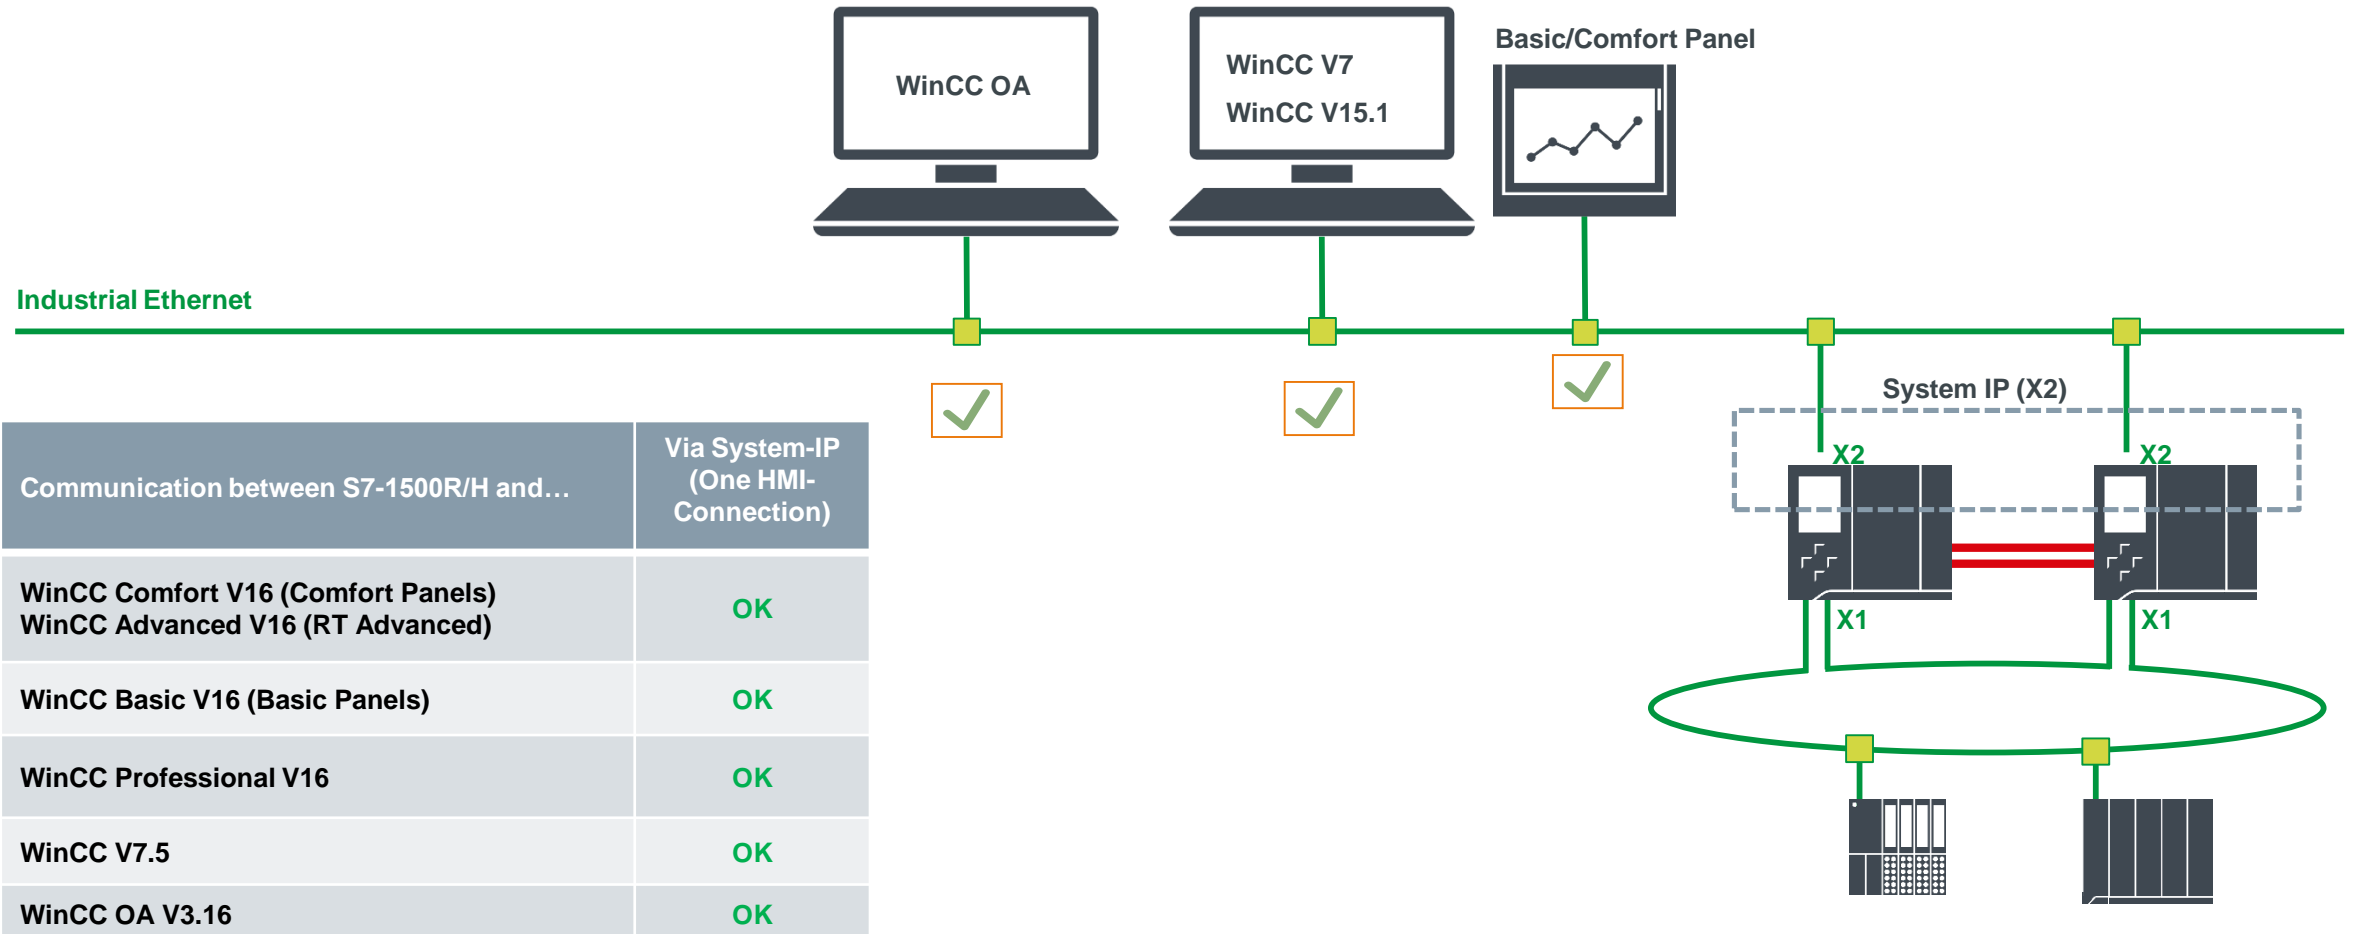 WinCC OA
WinCC V7
WinCC V15.1
Basic/Comfort Panel
Industrial Ethernet
System IP (X2)
X2
X2
X1
X1
Communication between S7-1500R/H and…
Via System-IP
(One HMI-
Connection)
WinCC Comfort V16 (Comfort Panels)
WinCC Advanced V16 (RT Advanced)
OK
WinCC Basic V16 (Basic Panels)
OK
WinCC Professional V16
OK
WinCC V7.5
OK
WinCC OA V3.16
OK